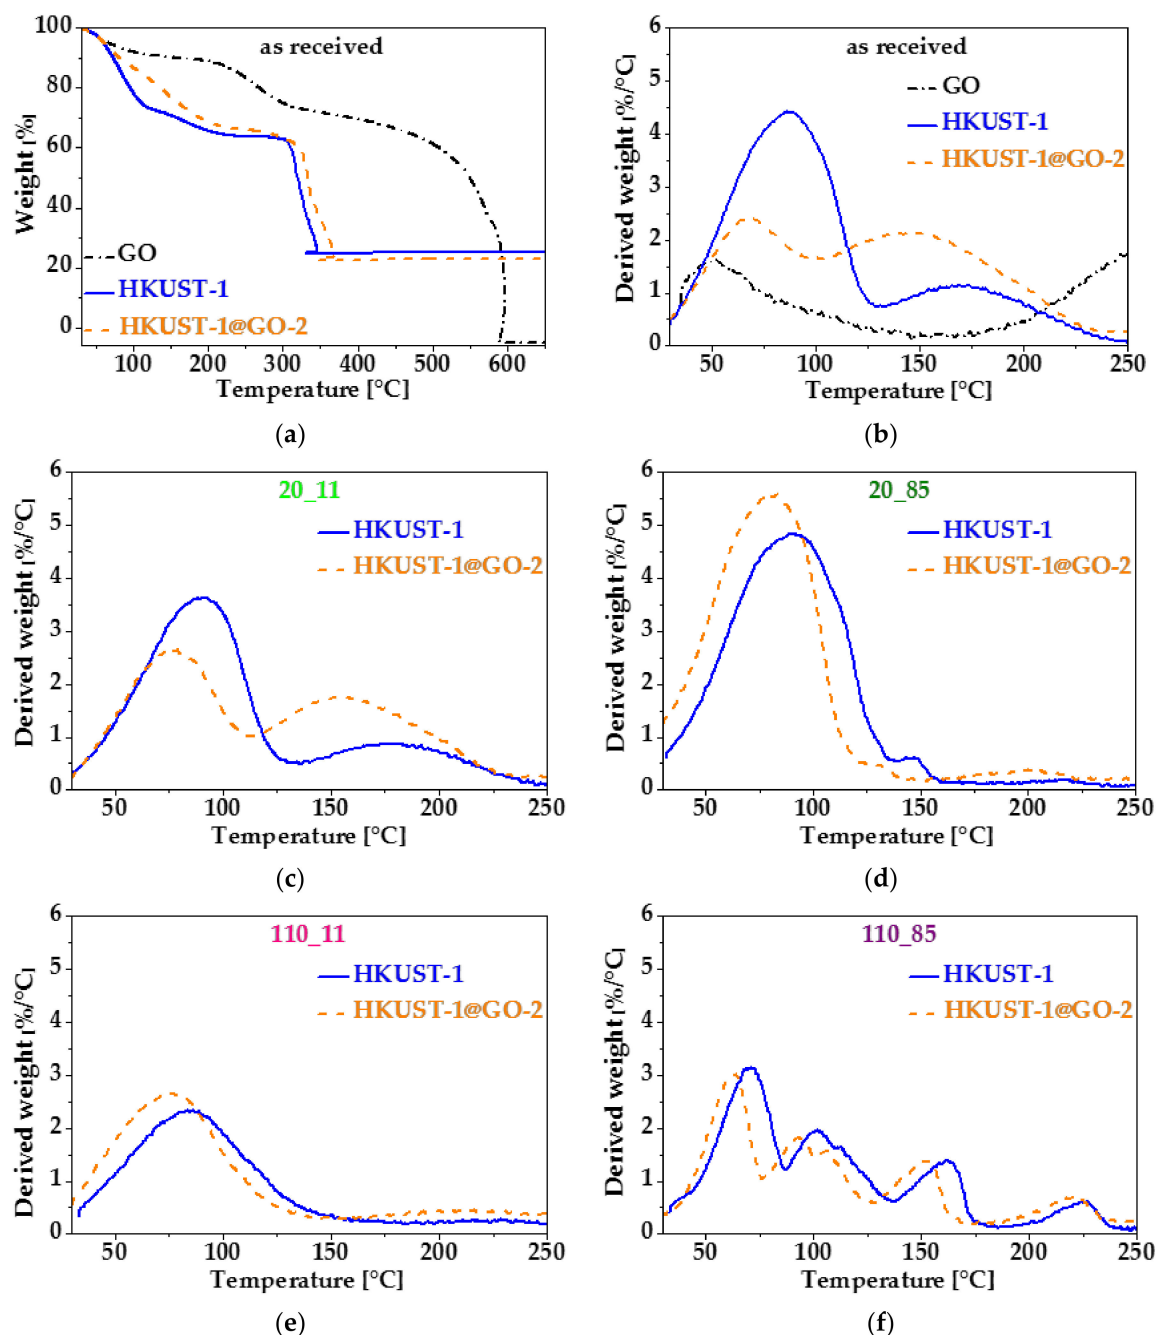 as received
Weight [%]
100
80
60
40
20
0
GO
HKUST-1
HKUST-1@GO-2
100 200 300 400 500 600
Temperature [°C]
(a)
as received
Derived weight [%/°C]
6
5
4
3
2
1
0
GO
HKUST-1
HKUST-1@GO-2
50 100 150 200 250
Temperature [°C]
(b)
20_11
Derived weight [%/°C]
6
5
4
3
2
1
0
HKUST-1
HKUST-1@GO-2
50 100 150 200 250
Temperature [°C]
(c)
20_85
Derived weight [%/°C]
6
5
4
3
2
1
0
HKUST-1
HKUST-1@GO-2
50 100 150 200 250
Temperature [°C]
(d)
110_11
Derived weight [%/°C]
6
5
4
3
2
1
0
HKUST-1
HKUST-1@GO-2
50 100 150 200 250
Temperature [°C]
(e)
110_85
Derived weight [%/°C]
6
5
4
3
2
1
0
HKUST-1
HKUST-1@GO-2
50 100 150 200 250
Temperature [°C]
(f)